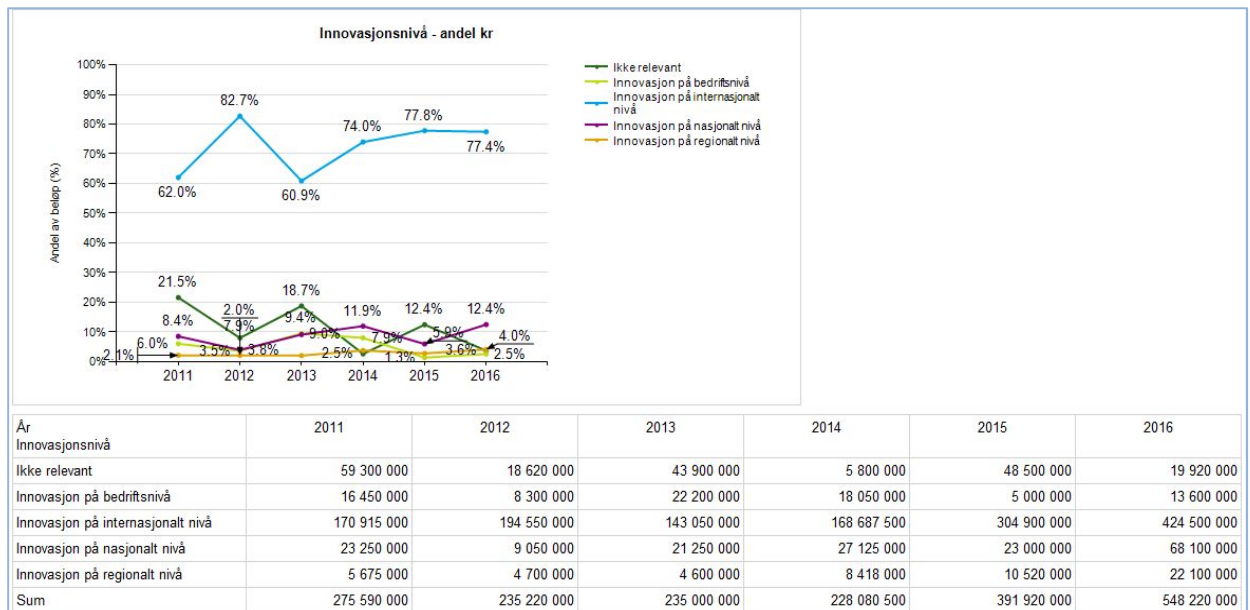 Innovasjonsnivå - andel kr
Ikke relevant
Innovasjon på bedriftsnivå
Innovasjon på internasjonalt
nivå
Innovasjon på nasjonalt nivå
Innovasjon på regionalt nivå
Andel av beløp (%)
100%
90%
80%
70%
60%
50%
40%
30%
20%
10%
0%
82.7%
74.0%
77.8%
77.4%
62.0%
60.9%
21.5%
18.7%
2.0%
11.9%
12.4%
12.4%
8.4%
7.9%
9.4%
9.0%
7.9%
5.9%
4.0%
6.0%
2.1%
3.5%
3.8%
2.5%
1.3%
3.6%
2.5%
2011 2012 2013 2014 2015 2016
År 2011 2012 2013 2014 2015 2016
Innovasjonsnivå
Ikke relevant 59 300 000 18 620 000 43 900 000 5 800 000 48 500 000 19 920 000
Innovasjon på bedriftsnivå 16 450 000 8 300 000 22 200 000 18 050 000 5 000 000 13 600 000
Innovasjon på internasjonalt nivå 170 915 000 194 550 000 143 050 000 168 687 500 304 900 000 424 500 000
Innovasjon på nasjonalt nivå 23 250 000 9 050 000 21 250 000 27 125 000 23 000 000 68 100 000
Innovasjon på regionalt nivå 5 675 000 4 700 000 4 600 000 8 418 000 10 520 000 22 100 000
Sum 275 590 000 235 220 000 235 000 000 228 080 500 391 920 000 548 220 000